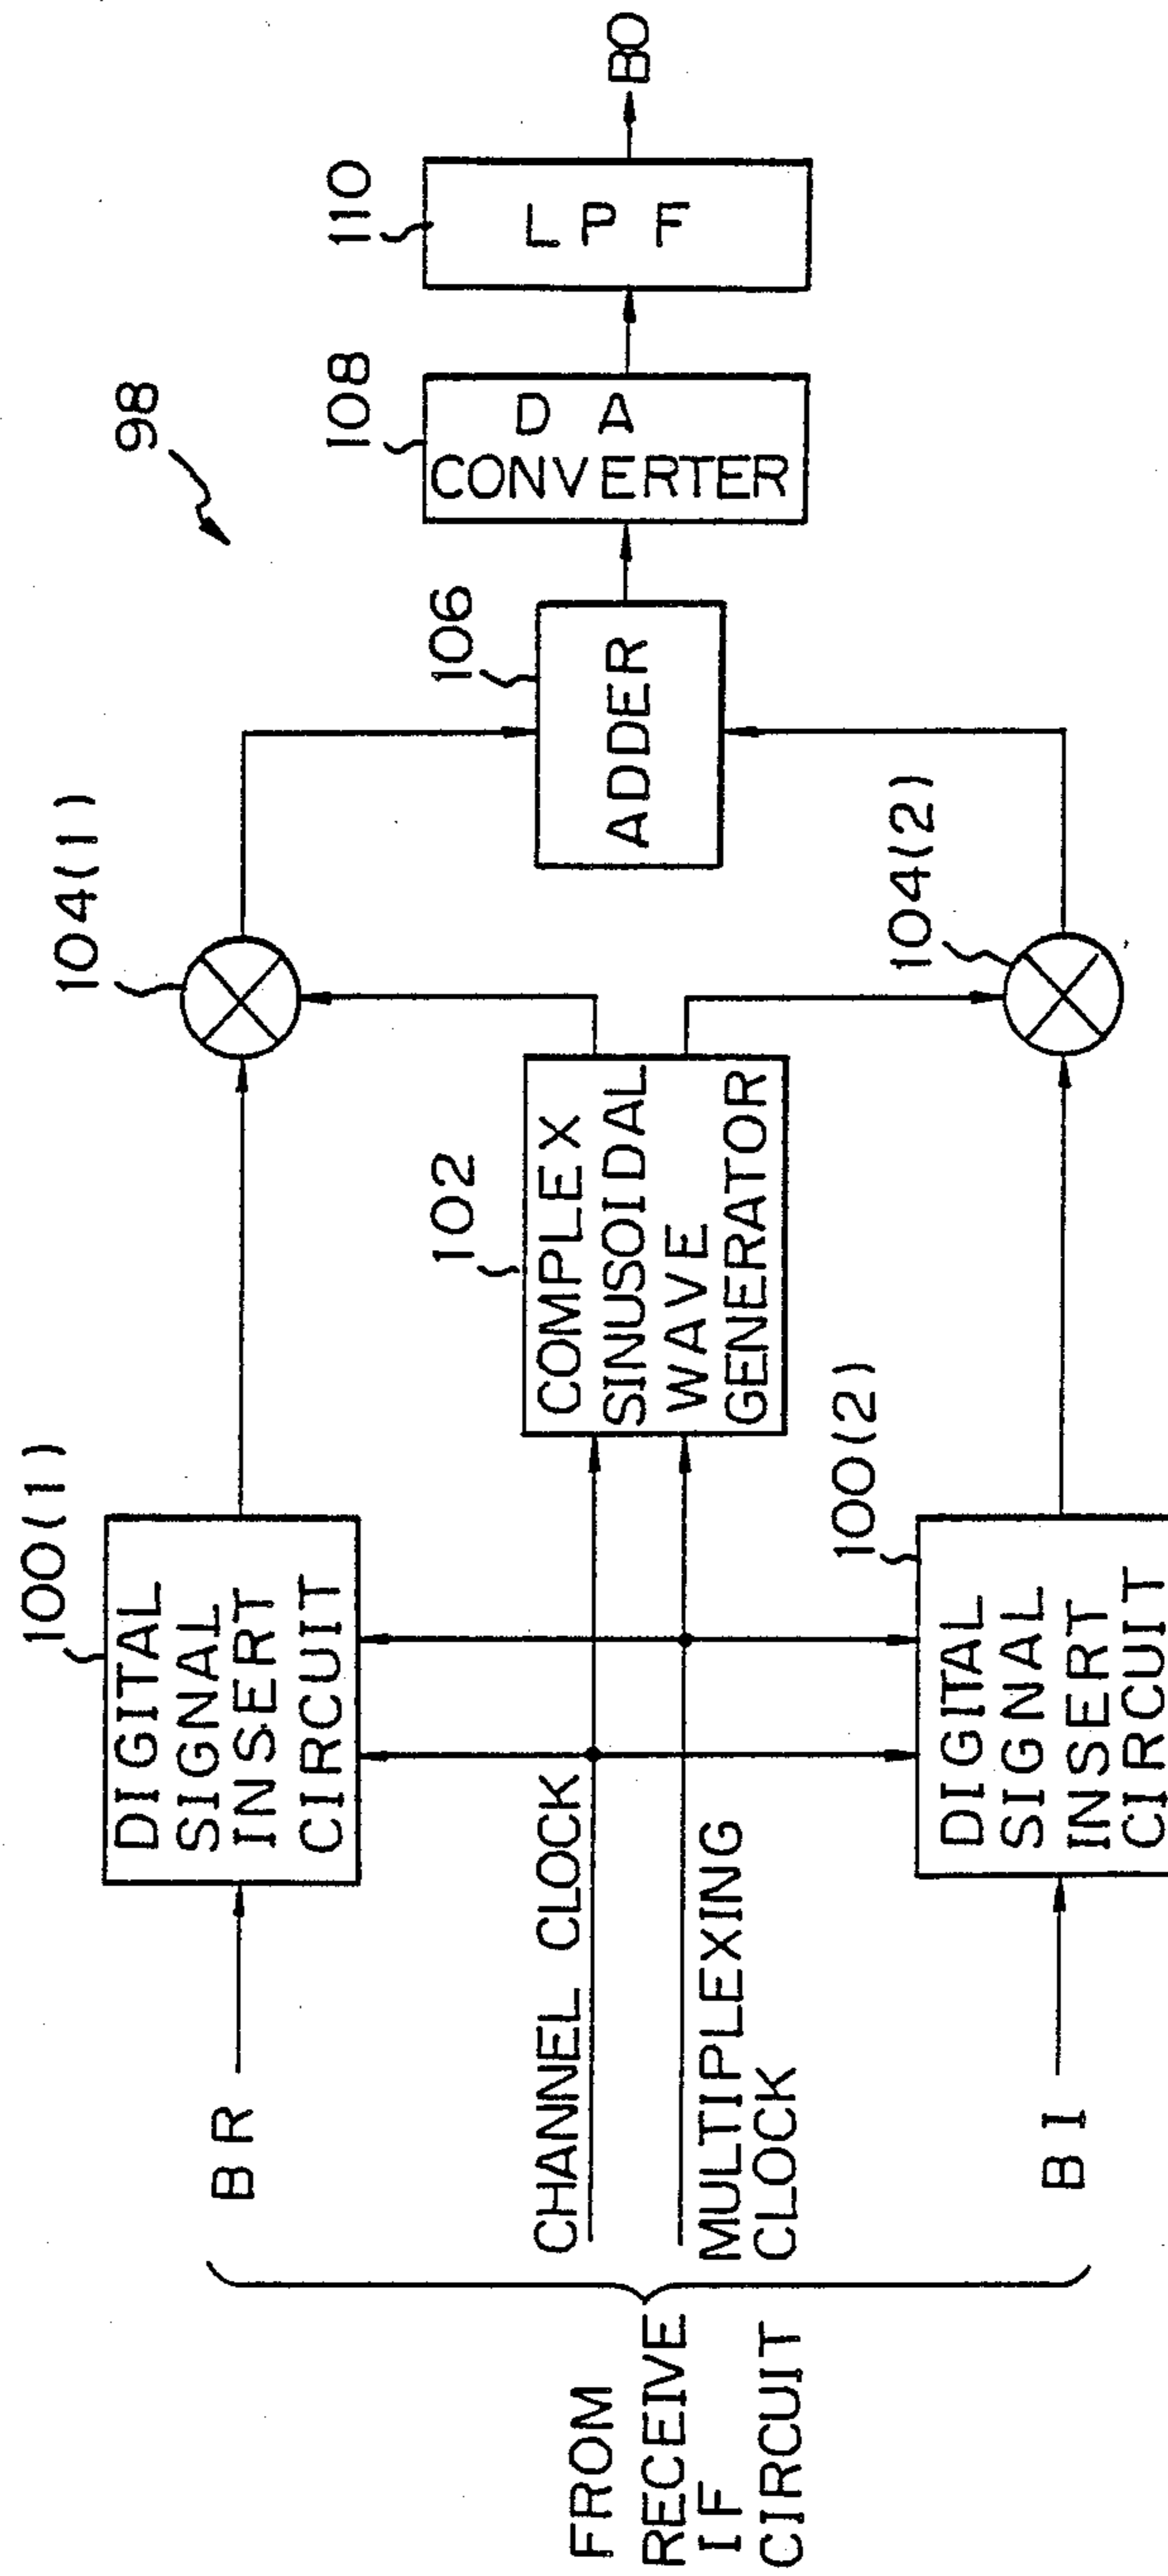 98
FROM
RECEIVE
IF
CIRCUIT
BR
CHANNEL CLOCK
MULTIPLEXING
CLOCK
BI
100(1)
DIGITAL
SIGNAL
INSERT
CIRCUIT
100(2)
DIGITAL
SIGNAL
INSERT
CIRCUIT
102
COMPLEX
SINUSOIDAL
WAVE
GENERATOR
104(1)
104(2)
106
ADDER
108
DA
CONVERTER
110
LPF
BO